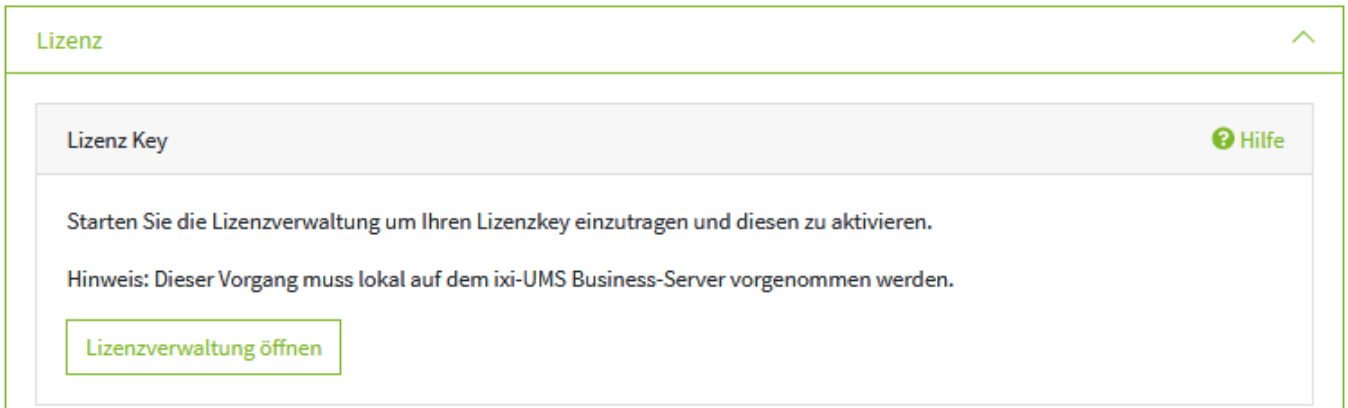 Lizenz
Lizenz Key
Hilfe
Starten Sie die Lizenzverwaltung um Ihren Lizenzkey einzutragen und diesen zu aktivieren.
Hinweis: Dieser Vorgang muss lokal auf dem ixi-UMS Business-Server vorgenommen werden.
Lizenzverwaltung öffnen